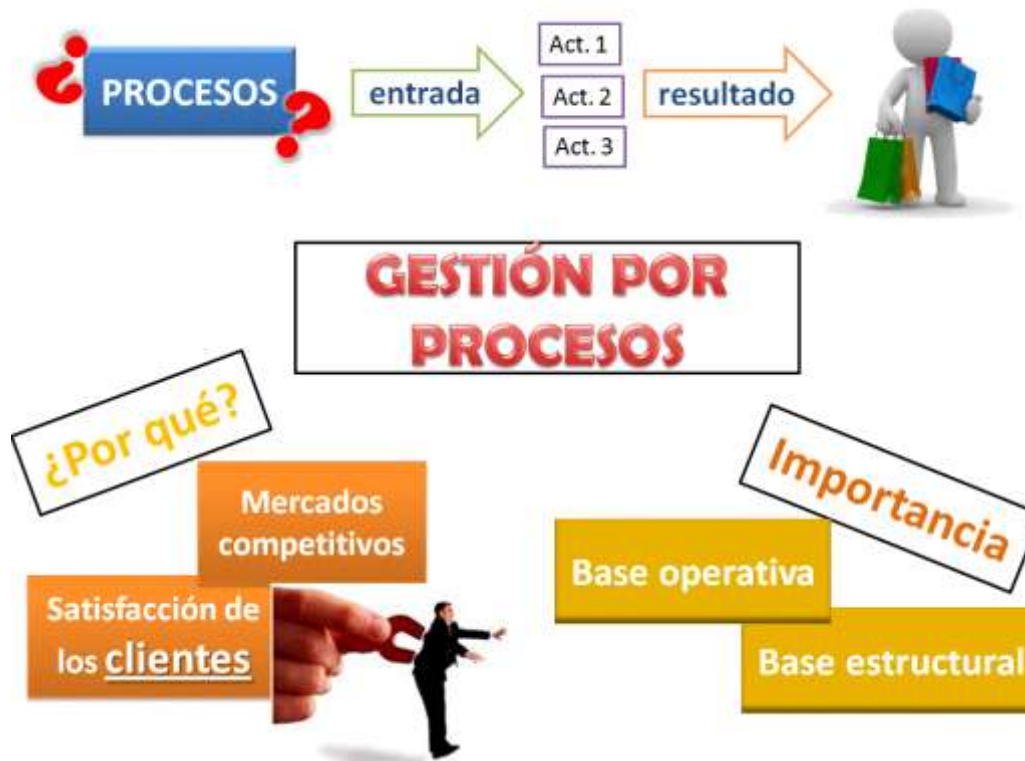 ¿PROCESOS?
entrada
Act. 1
Act. 2
Act. 3
resultado
GESTIÓN POR
PROCESOS
¿Por qué?
Mercados
competitivos
Satisfacción de
los clientes
Importancia
Base operativa
Base estructural